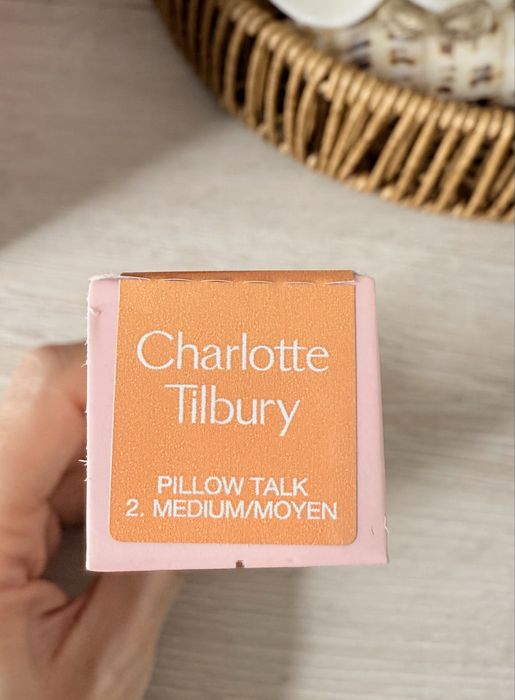 Charlotte
Tilbury
PILLOW TALK
2. MEDIUM/MOYEN